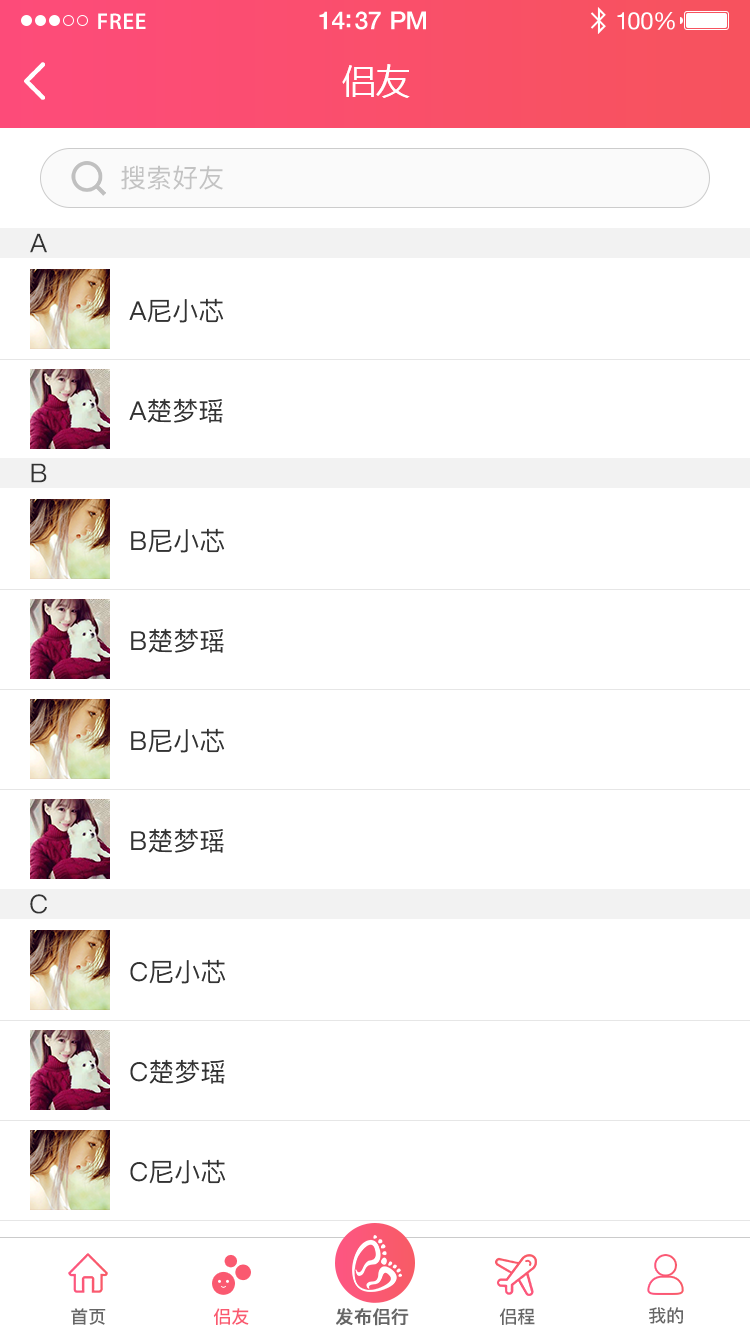 FREE 14:37 PM 100%
侣友
搜索好友
A
A尼小芯
A楚梦瑶
B
B尼小芯
B楚梦瑶
B尼小芯
B楚梦瑶
C
C尼小芯
C楚梦瑶
C尼小芯
首页 侣友 发布侣行 侣程 我的